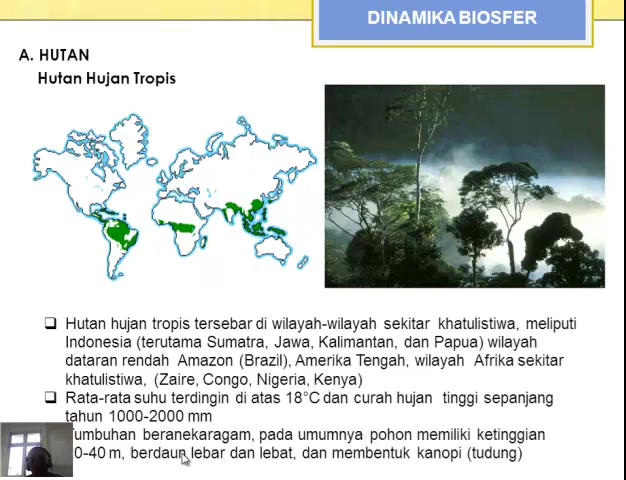 DINAMIKA BIOSFER
A. HUTAN
Hutan Hujan Tropis
❑ Hutan hujan tropis tersebar di wilayah-wilayah sekitar khatulistiwa, meliputi
Indonesia (terutama Sumatra, Jawa, Kalimantan, dan Papua) wilayah
dataran rendah Amazon (Brazil), Amerika Tengah, wilayah Afrika sekitar
khatulistiwa, (Zaire, Congo, Nigeria, Kenya)
❑ Rata-rata suhu terdingin di atas 18°C dan curah hujan tinggi sepanjang
tahun 1000-2000 mm
beranekaragam, pada umumnya pohon memiliki ketinggian
0-40 m, berdaun lebar dan lebat, dan membentuk kanopi (tudung)